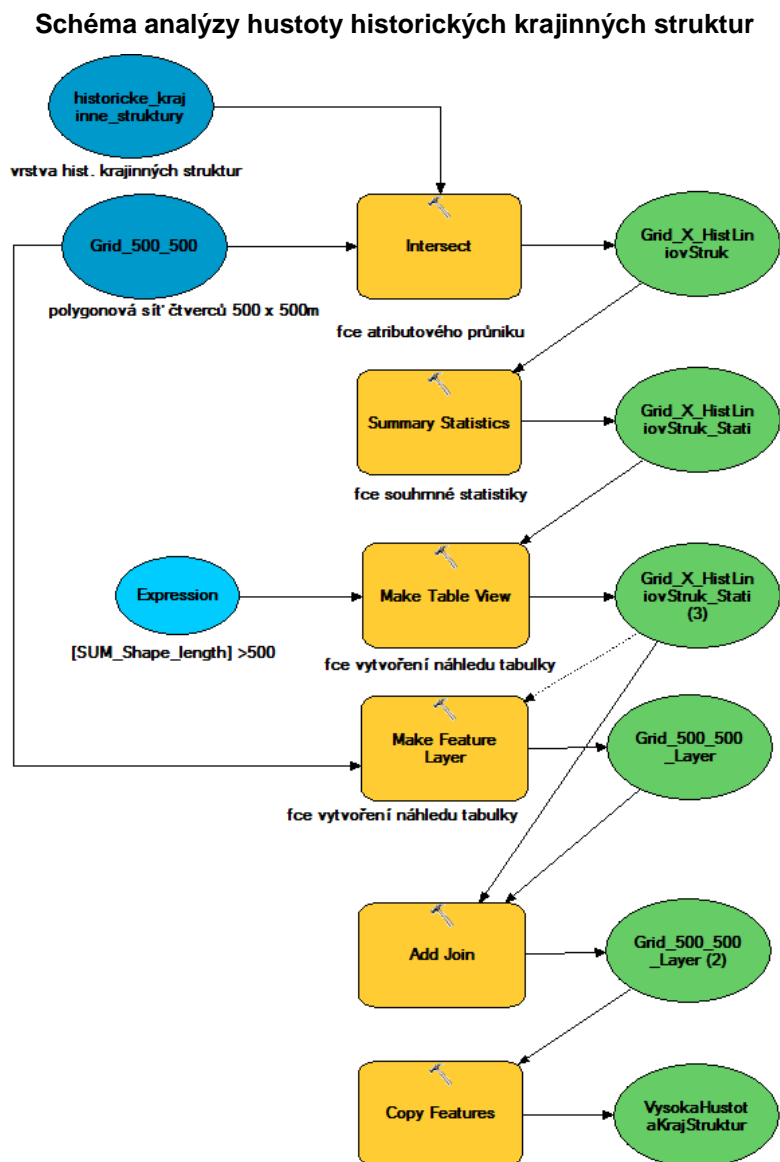 Schéma analýzy hustoty historických krajinných struktur
historicke_kraj
inne_struktury
vrstva hist. krajinných struktur
Grid_500_500
polygonová síť čtverců 500 x 500m
Intersect
fce atributového průniku
Grid_X_HistLin
iovStruk
Summary Statistics
fce souhrnné statistiky
Grid_X_HistLin
iovStruk_Stati
Expression
[SUM_Shape_length] >500
Make Table View
fce vytvoření náhledu tabulky
Grid_X_HistLin
iovStruk_Stati
(3)
Make Feature
Layer
fce vytvoření náhledu tabulky
Grid_500_500
_Layer
Add Join
Grid_500_500
_Layer (2)
Copy Features
VysokaHustot
aKrajStruktur